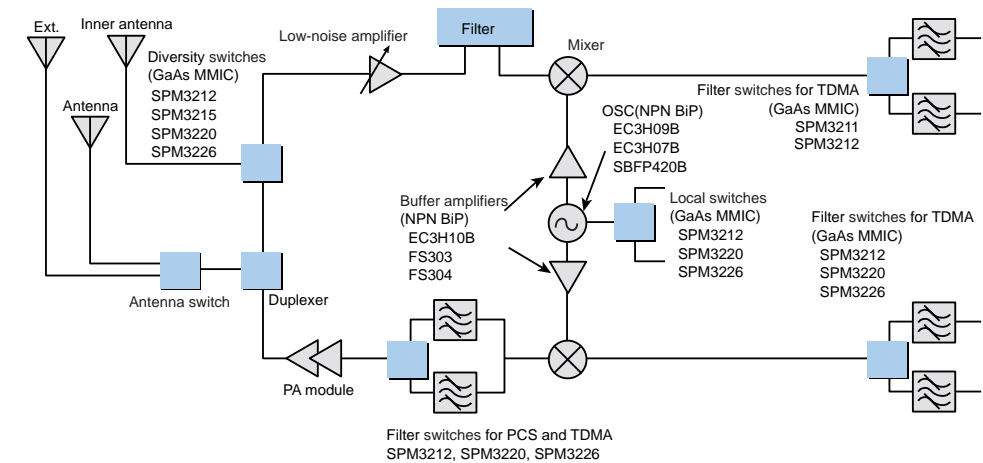 Ext.
Inner antenna
Antenna
Diversity switches
(GaAs MMIC)
SPM3212
SPM3215
SPM3220
SPM3226
Low-noise amplifier
Filter
Mixer
OSC(NPN BiP)
EC3H09B
EC3H07B
SBFP420B
Filter switches for TDMA
(GaAs MMIC)
SPM3211
SPM3212
Buffer amplifiers
(NPN BiP)
EC3H10B
FS303
FS304
Local switches
(GaAs MMIC)
SPM3212
SPM3220
SPM3226
Filter switches for TDMA
(GaAs MMIC)
SPM3212
SPM3220
SPM3226
Antenna switch
Duplexer
PA module
Filter switches for PCS and TDMA
SPM3212, SPM3220, SPM3226